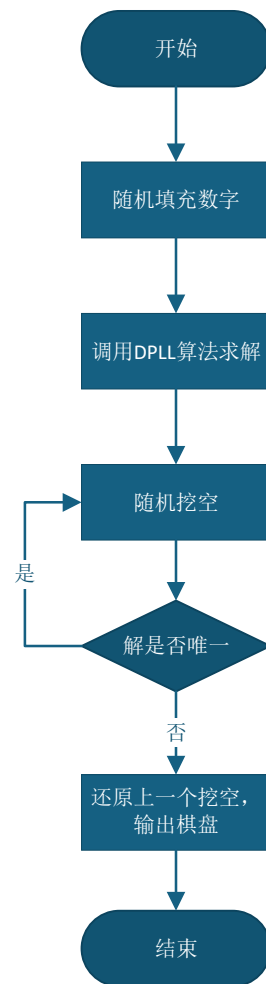 开始
随机填充数字
调用DPLL算法求解
随机挖空
是
解是否唯一
否
还原上一个挖空，
输出棋盘
结束